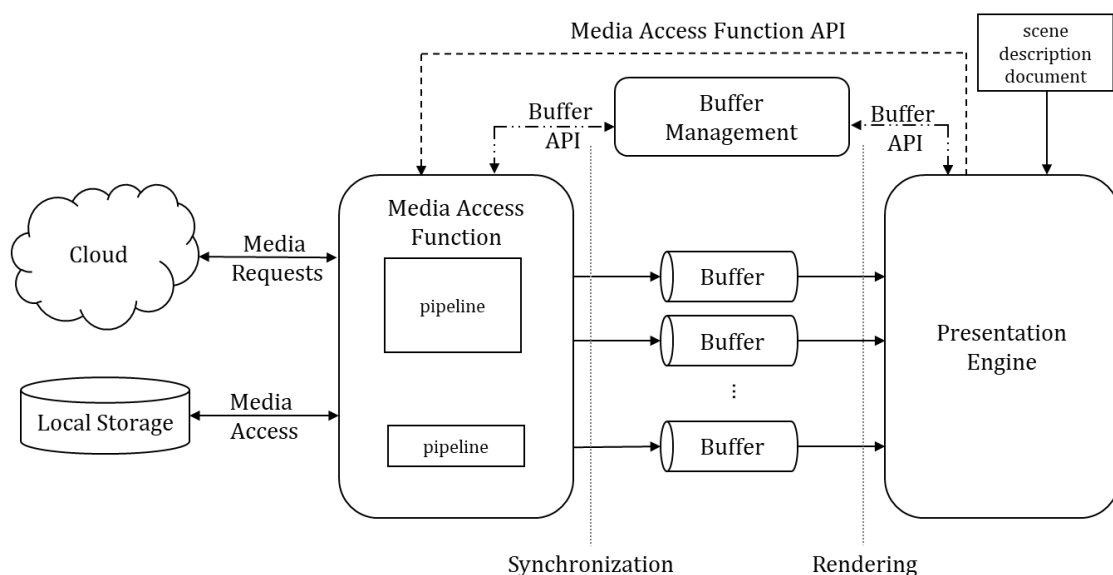 Media Access Function API
scene
description
document
Buffer
API
Buffer
Management
Buffer
API
Media Access
Function
Cloud
Media
Requests
pipeline
Buffer
Buffer
...
Presentation
Engine
Local Storage
Media
Access
pipeline
Buffer
Synchronization
Rendering